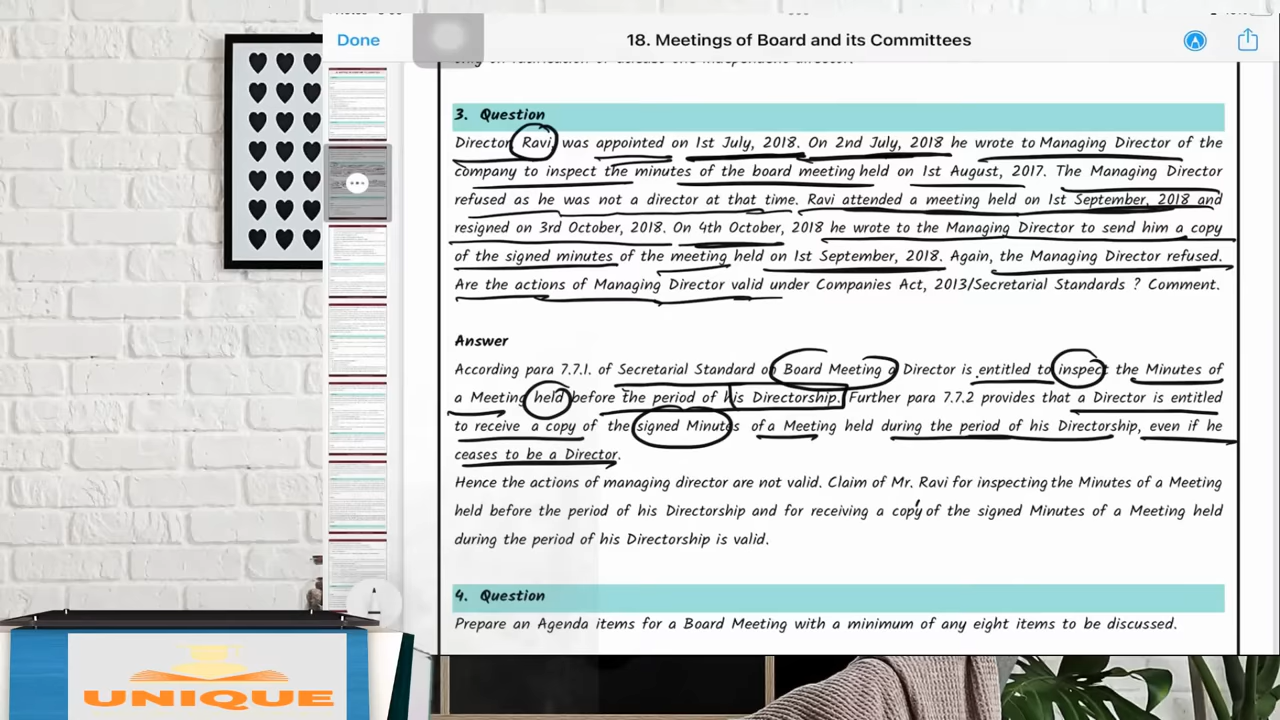 Done
18. Meetings of Board and its Committees
3. Question
Director Ravi was appointed on 1st July, 2018. On 2nd July, 2018 he wrote to Managing Director of the
company to inspect the minutes of the board meeting held on 1st August, 2017. The Managing Director
refused as he was not a director at that time. Ravi attended a meeting held on 1st September, 2018 and
resigned on 3rd October, 2018. On 4th October 2018 he wrote to the Managing Director to send him a copy
of the signed minutes of the meeting held on 1st September, 2018. Again, the Managing Director refused.
Are the actions of Managing Director valid under Companies Act, 2013/Secretarial Standards ? Comment.
Answer
According para 7.7.1. of Secretarial Standard on Board Meeting a Director is entitled to inspect the Minutes of
a Meeting held before the period of his Directorship. Further para 7.7.2 provides that a Director is entitled
to receive a copy of the signed Minutes of a Meeting held during the period of his Directorship, even if he
ceases to be a Director.
Hence the actions of managing director are not valid. Claim of Mr. Ravi for inspecting the Minutes of a Meeting
held before the period of his Directorship and/or receiving a copy of the signed Minutes of a Meeting held
during the period of his Directorship is valid.
4. Question
Prepare an Agenda items for a Board Meeting with a minimum of any eight items to be discussed.
UNIQUE